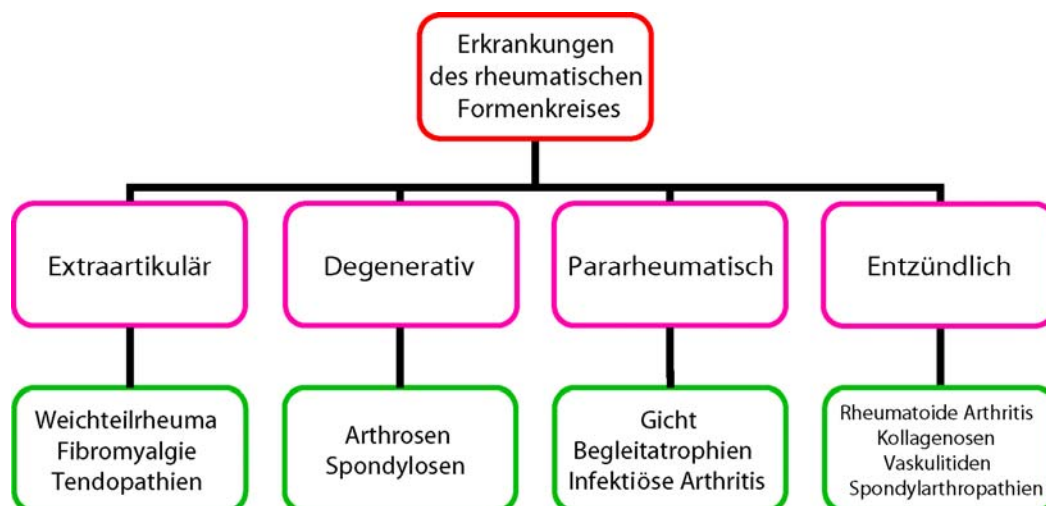 Erkrankungen
des rheumatischen
Formenkreises
Extraartikulär
Degenerativ
Pararheumatisch
Entzündlich
Weichteilrheuma
Fibromyalgie
Tendopathien
Arthrosen
Spondylosen
Gicht
Begleitatrophien
Infektiöse Arthritis
Rheumatoide Arthritis
Kollagenosen
Vaskulitiden
Spondylarthropathien